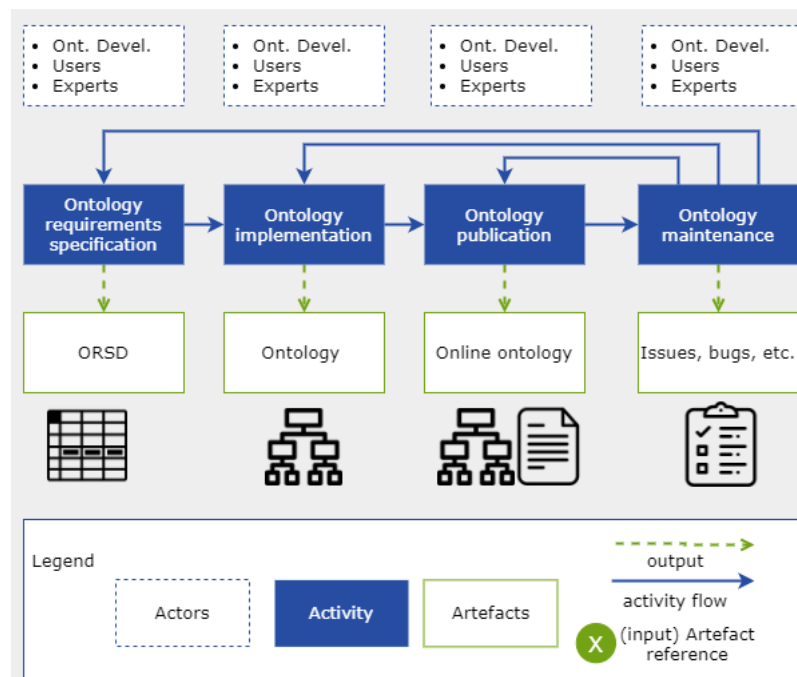 • Ont. Devel.
• Users
• Experts
• Ont. Devel.
• Users
• Experts
• Ont. Devel.
• Users
• Experts
• Ont. Devel.
• Users
• Experts
Ontology
requirements
specification
Ontology
implementation
Ontology
publication
Ontology
maintenance
ORSD
Ontology
Online ontology
Issues, bugs, etc.
Legend
Actors
Activity
Artefacts
output
activity flow
X
(input) Artefact
reference